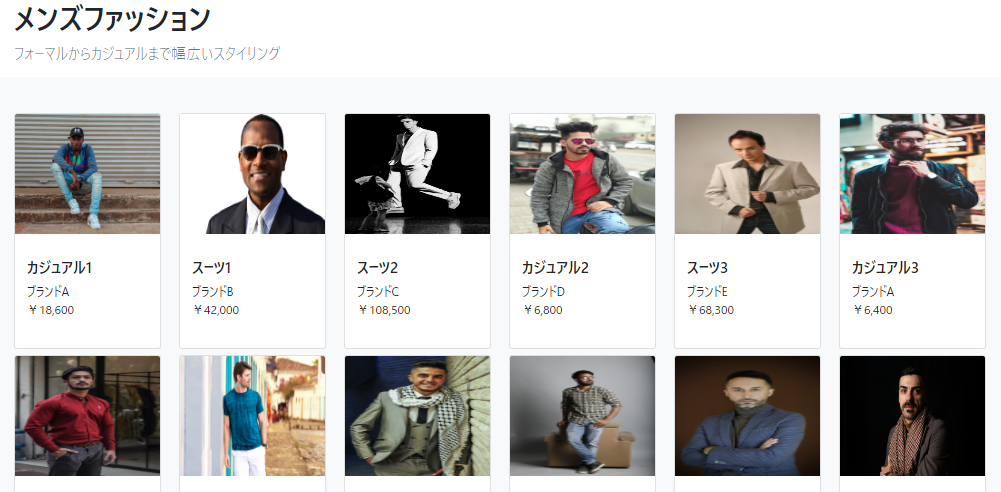 メンズファッション
フォーマルからカジュアルまで幅広いスタイリング
カジュアル1
ブランドA
￥18,600
スーツ1
ブランドB
￥42,000
スーツ2
ブランドC
￥108,500
カジュアル2
ブランドD
￥6,800
スーツ3
ブランドE
￥68,300
カジュアル3
ブランドA
￥6,400